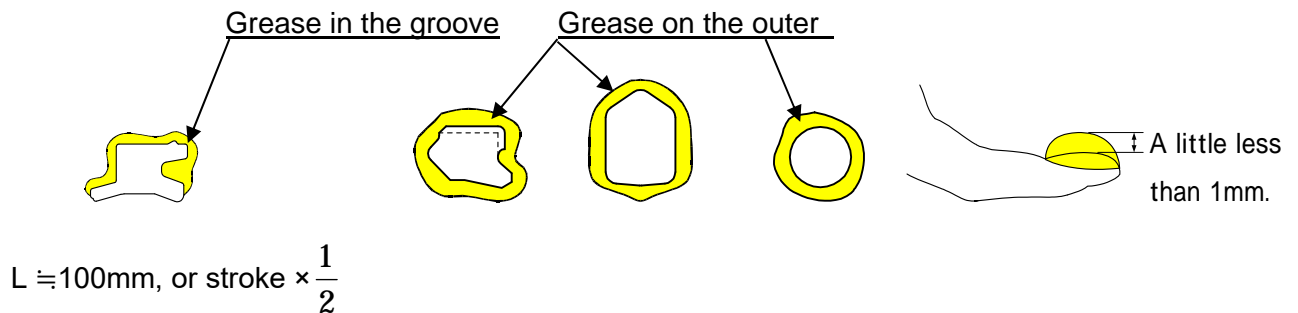 Grease in the groove
Grease on the outer
A little less
than 1mm.
L ≒100mm, or stroke × 1/2